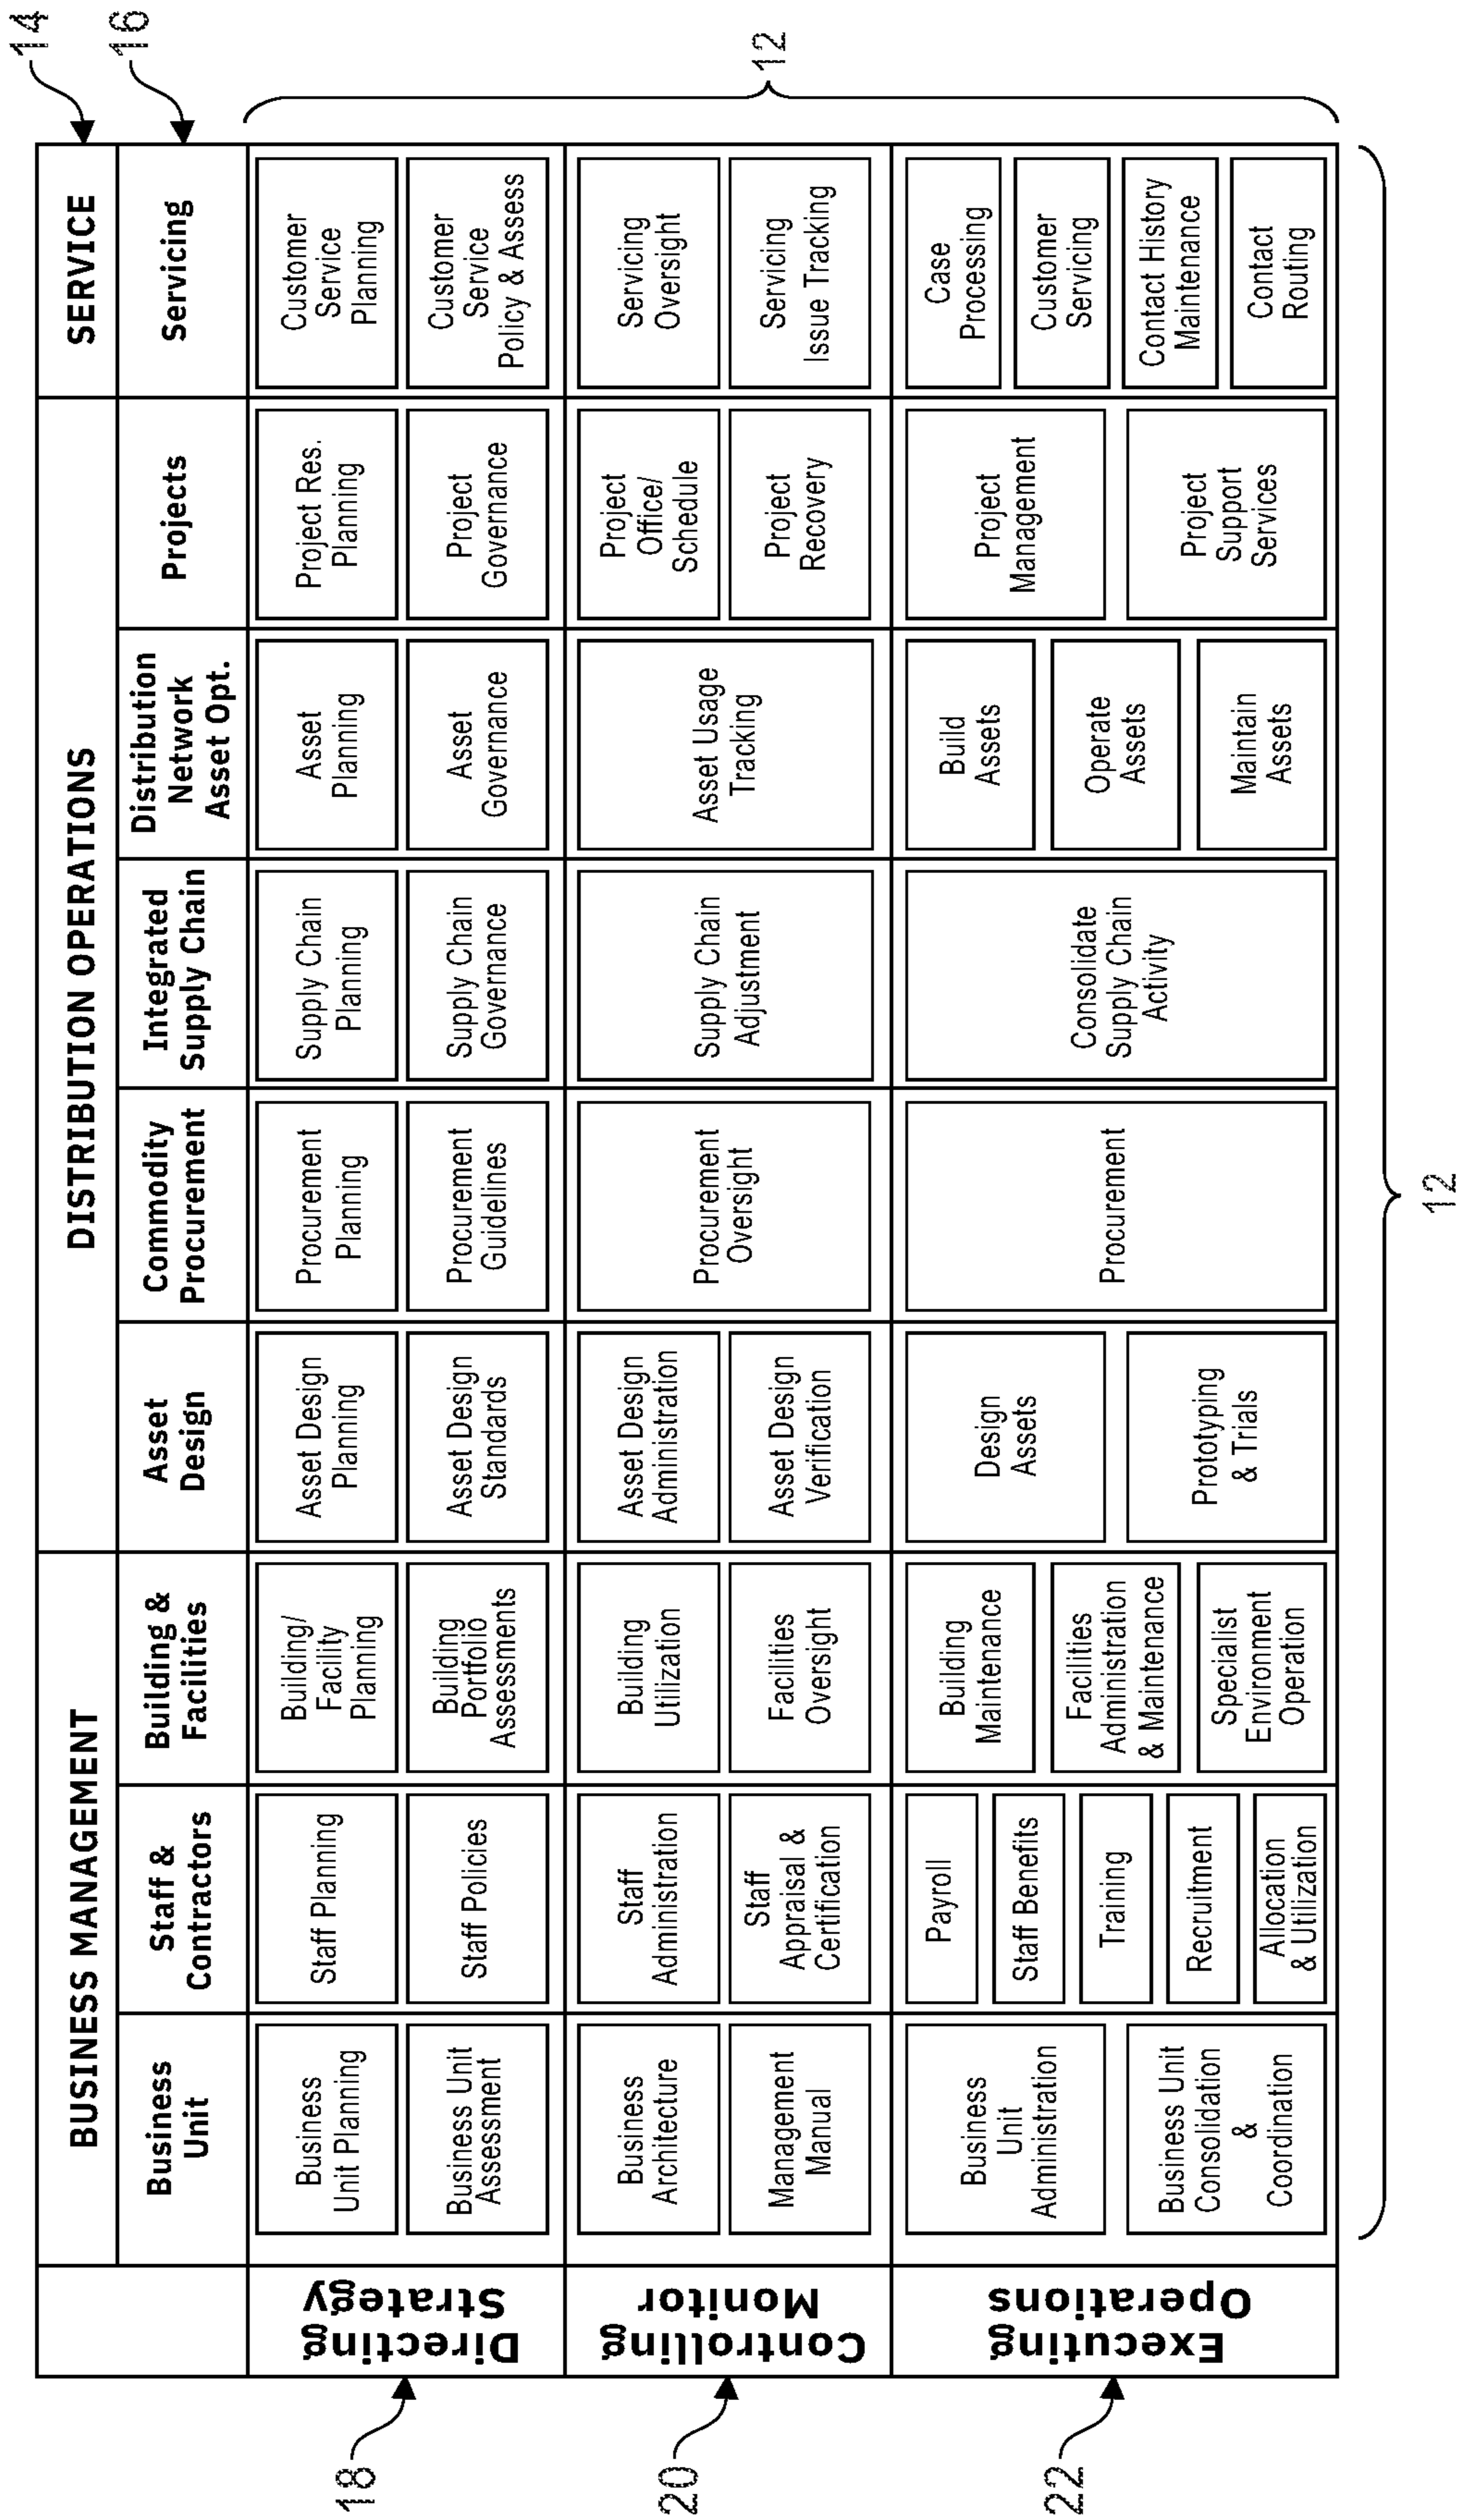 14
16
BUSINESS MANAGEMENT
DISTRIBUTION OPERATIONS
SERVICE
Business
Unit
Staff &
Contractors
Building &
Facilities
Asset
Design
Commodity
Procurement
Integrated
Supply Chain
Distribution
Network
Asset Opt.
Projects
Servicing
18
Directing
Strategy
Business
Unit Planning
Business Unit
Assessment
Staff Planning
Staff Policies
Building/
Facility
Planning
Building
Portfolio
Assessments
Asset Design
Planning
Asset Design
Standards
Procurement
Planning
Procurement
Guidelines
Supply Chain
Planning
Supply Chain
Governance
Asset
Planning
Asset
Governance
Project Res.
Planning
Project
Governance
Customer
Service
Planning
Customer
Service
Policy & Assess
20
Controlling
Monitor
Business
Architecture
Management
Manual
Staff
Administration
Staff
Appraisal &
Certification
Building
Utilization
Facilities
Oversight
Asset Design
Administration
Asset Design
Verification
Procurement
Oversight
Supply Chain
Adjustment
Asset Usage
Tracking
Project
Office/
Schedule
Project
Recovery
Servicing
Oversight
Servicing
Issue Tracking
22
Executing
Operations
Business
Unit
Administration
Business Unit
Consolidation
&
Coordination
Payroll
Staff Benefits
Training
Recruitment
Allocation
& Utilization
Building
Maintenance
Facilities
Administration
& Maintenance
Specialist
Environment
Operation
Design
Assets
Prototyping
& Trials
Procurement
Consolidate
Supply Chain
Activity
Build
Assets
Operate
Assets
Maintain
Assets
Project
Management
Project
Support
Services
Case
Processing
Customer
Servicing
Contact History
Maintenance
Contact
Routing
12
12